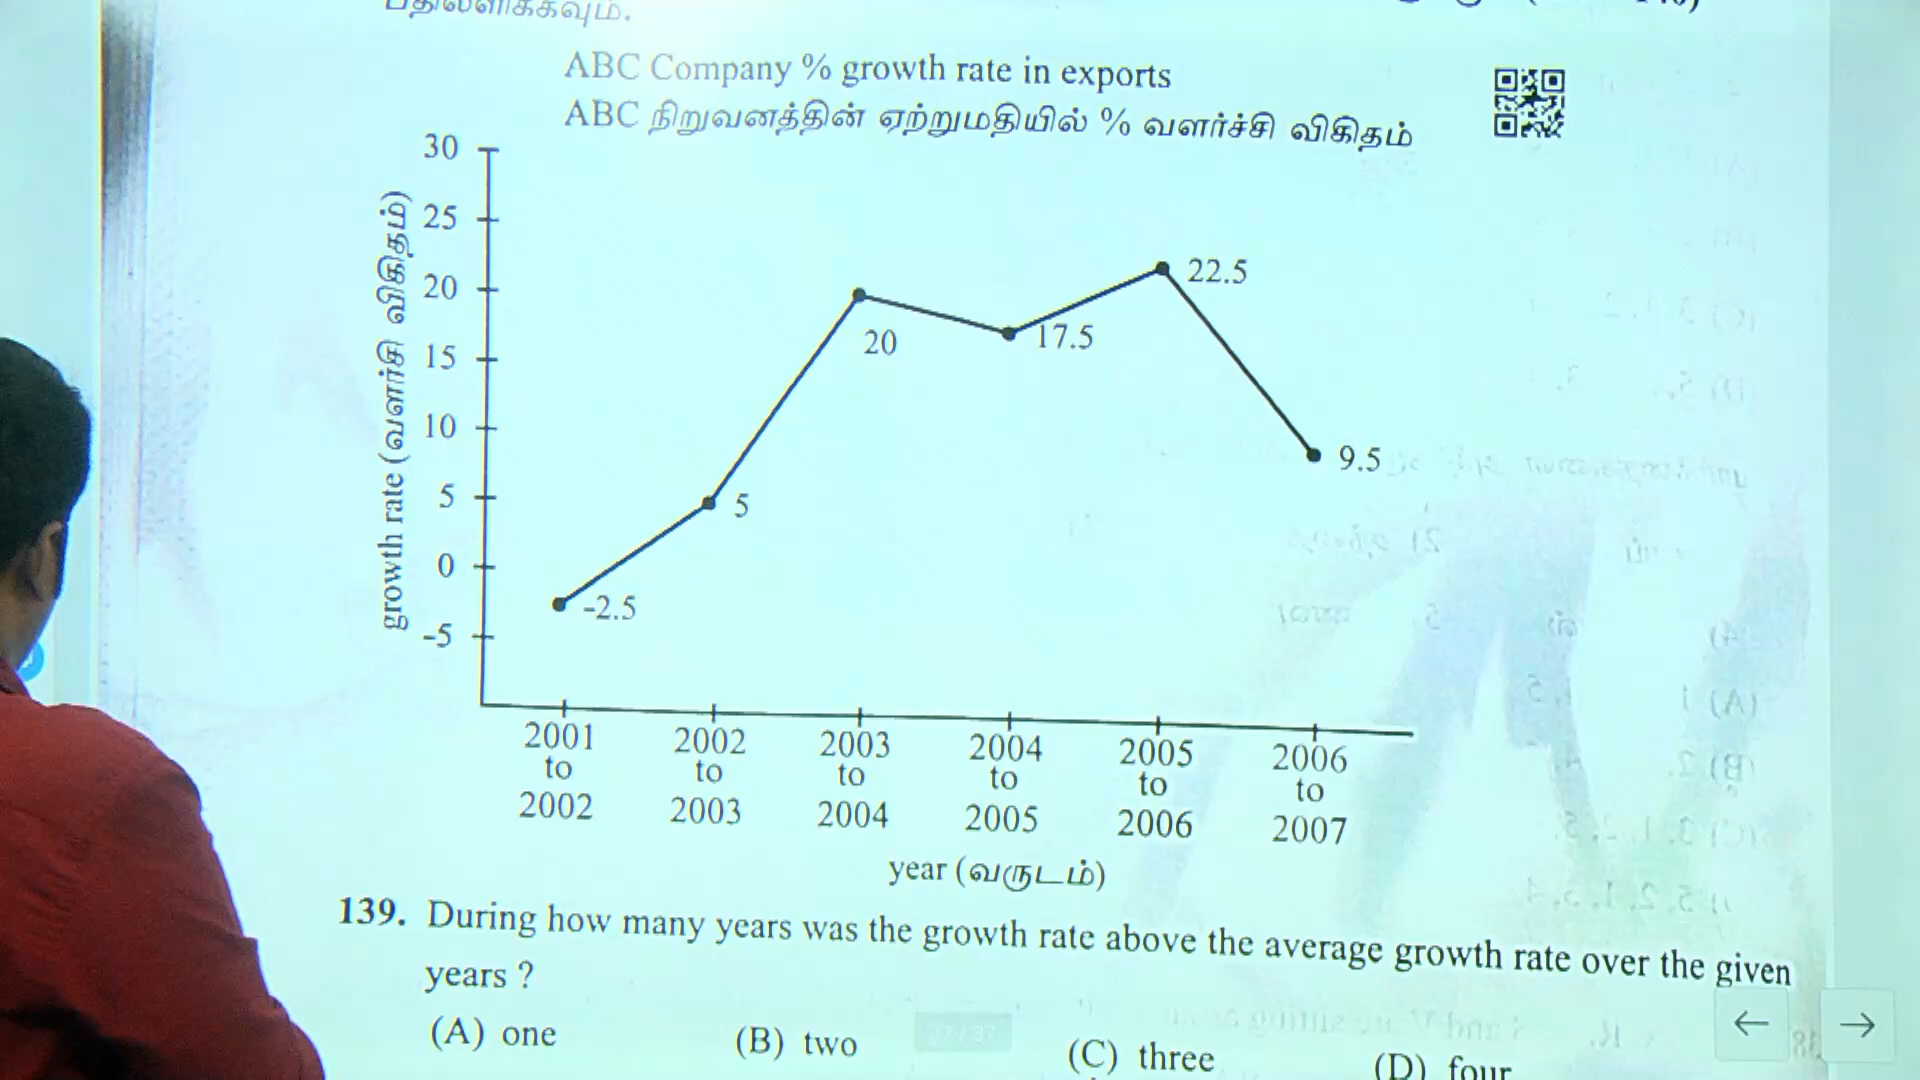 பதிலளிக்கவும்.
ABC Company % growth rate in exports
ABC நிறுவனத்தின் ஏற்றுமதியில் % வளர்ச்சி விகிதம்
growth rate (வளர்சி விகிதம்)
30
25
20
15
10
5
0
-5
-2.5
5
20
17.5
22.5
9.5
2001 to 2002
2002 to 2003
2003 to 2004
2004 to 2005
2005 to 2006
2006 to 2007
year (வருடம்)
139. During how many years was the growth rate above the average growth rate over the given
years ?
(A) one (B) two (C) three (D) four